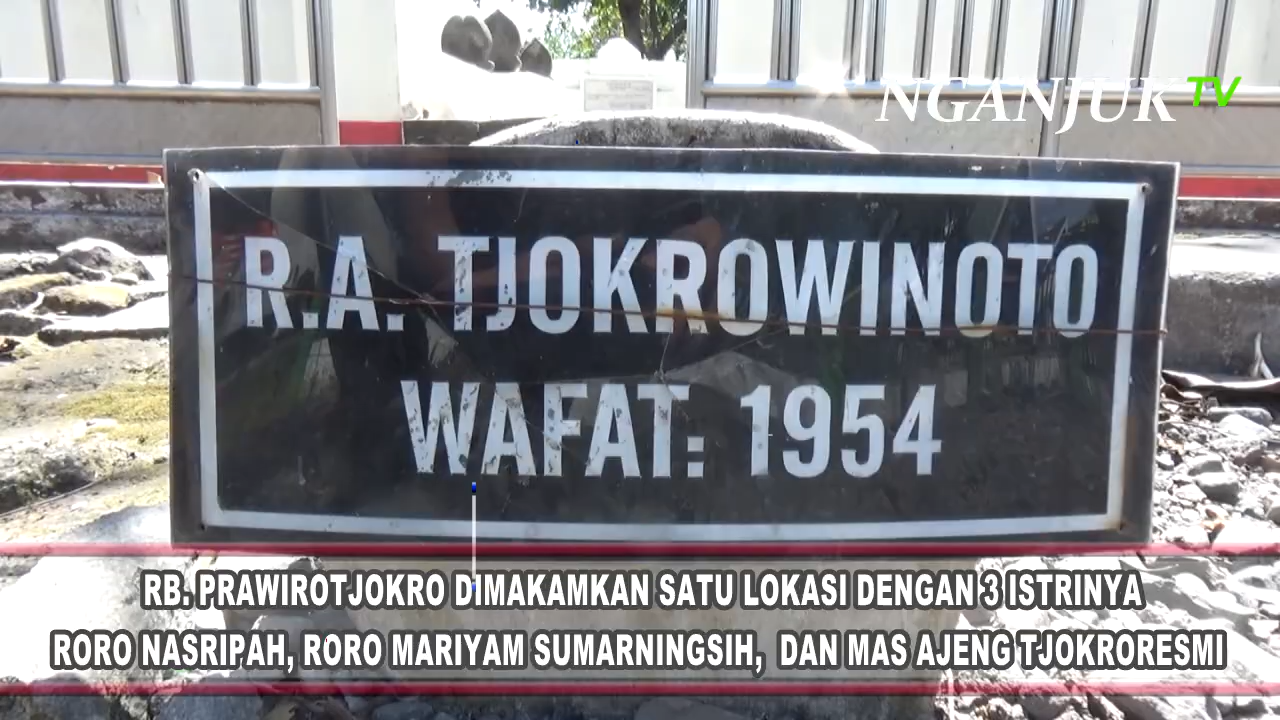 NGANJUK TV
R.A. TJOKROWINOTO
WAFAT: 1954
RB. PRAWIROTJOKRO DIMAKAMKAN SATU LOKASI DENGAN 3 ISTRINYA
RORO NASRIPAH, RORO MARIYAM SUMARNINGSIH, DAN MAS AJENG TJOKRORESMI